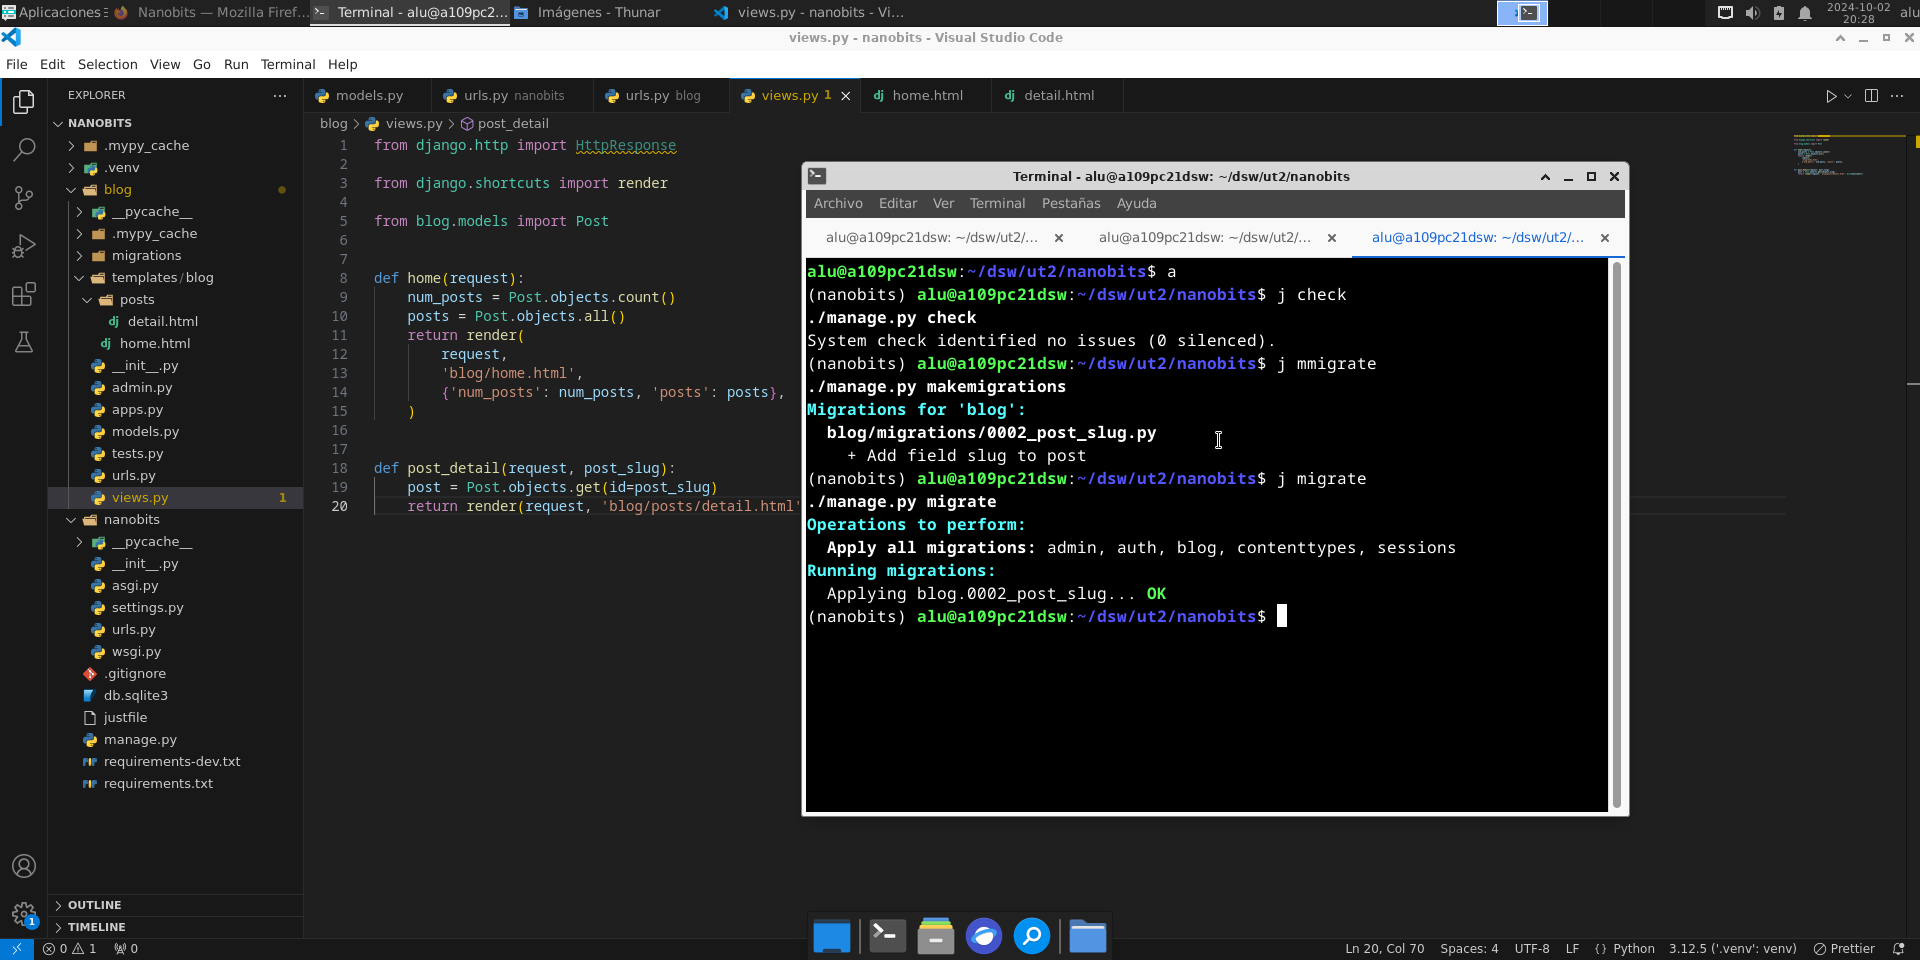 Aplicaciones
Nanobits — Mozilla Firef...
Terminal - alu@a109pc2...
Imágenes - Thunar
views.py - nanobits - Vi...
2024-10-02
20:28
alu
views.py - nanobits - Visual Studio Code
File Edit Selection View Go Run Terminal Help
EXPLORER
models.py
urls.py nanobits
urls.py blog
views.py 1
home.html
detail.html
NANOBITS
blog > views.py > post_detail
.mypy_cache
.venv
blog
__pycache__
.mypy_cache
migrations
templates/blog
posts
detail.html
home.html
__init__.py
admin.py
apps.py
models.py
tests.py
urls.py
views.py 1
nanobits
__pycache__
__init__.py
asgi.py
settings.py
urls.py
wsgi.py
.gitignore
db.sqlite3
justfile
manage.py
requirements-dev.txt
requirements.txt
OUTLINE
TIMELINE
1 from django.http import HttpResponse
2
3 from django.shortcuts import render
4
5 from blog.models import Post
6
7
8 def home(request):
9 num_posts = Post.objects.count()
10 posts = Post.objects.all()
11 return render(
12 request,
13 'blog/home.html',
14 {'num_posts': num_posts, 'posts': posts},
15 )
16
17
18 def post_detail(request, post_slug):
19 post = Post.objects.get(id=post_slug)
20 return render(request, 'blog/posts/detail.html'
Terminal - alu@a109pc21dsw: ~/dsw/ut2/nanobits
Archivo Editar Ver Terminal Pestañas Ayuda
alu@a109pc21dsw: ~/dsw/ut2/...
alu@a109pc21dsw: ~/dsw/ut2/...
alu@a109pc21dsw: ~/dsw/ut2/...
alu@a109pc21dsw:~/dsw/ut2/nanobits$ a
(nanobits) alu@a109pc21dsw:~/dsw/ut2/nanobits$ j check
./manage.py check
System check identified no issues (0 silenced).
(nanobits) alu@a109pc21dsw:~/dsw/ut2/nanobits$ j mmigrate
./manage.py makemigrations
Migrations for 'blog':
blog/migrations/0002_post_slug.py
+ Add field slug to post
(nanobits) alu@a109pc21dsw:~/dsw/ut2/nanobits$ j migrate
./manage.py migrate
Operations to perform:
Apply all migrations: admin, auth, blog, contenttypes, sessions
Running migrations:
Applying blog.0002_post_slug... OK
(nanobits) alu@a109pc21dsw:~/dsw/ut2/nanobits$
1
0 1 0
Ln 20, Col 70
Spaces: 4
UTF-8
LF
{} Python
3.12.5 ('.venv': venv)
Prettier